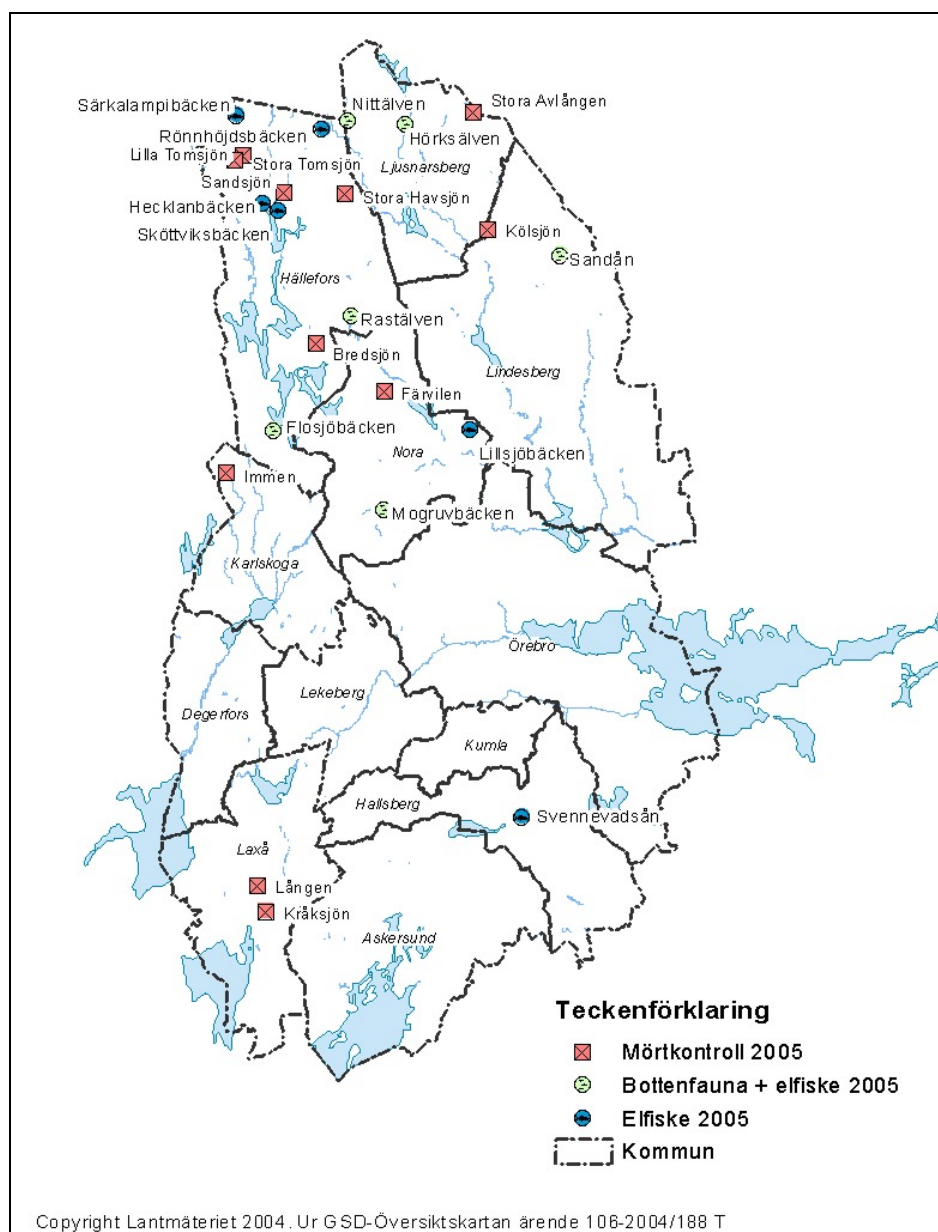 Särkalampibäcken
Nittälven
Stora Avlången
Rönnhöjdsbäcken
Hörksälven
Lilla Tomsjön
Stora Tomsjön
Ljusnarsberg
Sandsjön
Stora Havsjön
Hecklanbäcken
Sköttviksbäcken
Kölsjön
Sandån
Hällefors
Rastälven
Bredsjön
Lindesberg
Färvilen
Flosjöbäcken
Nora
Lillsjöbäcken
Immen
Mogruvbäcken
Karlskoga
Örebro
Lekeberg
Degerfors
Kumla
Hallsberg
Svennevadsån
Laxå
Lången
Kråksjön
Askersund
Teckenförklaring
Mörtkontroll 2005
Bottenfauna + elfiske 2005
Elfiske 2005
Kommun
Copyright Lantmäteriet 2004. Ur GSD-Översiktskartan ärende 106-2004/188 T